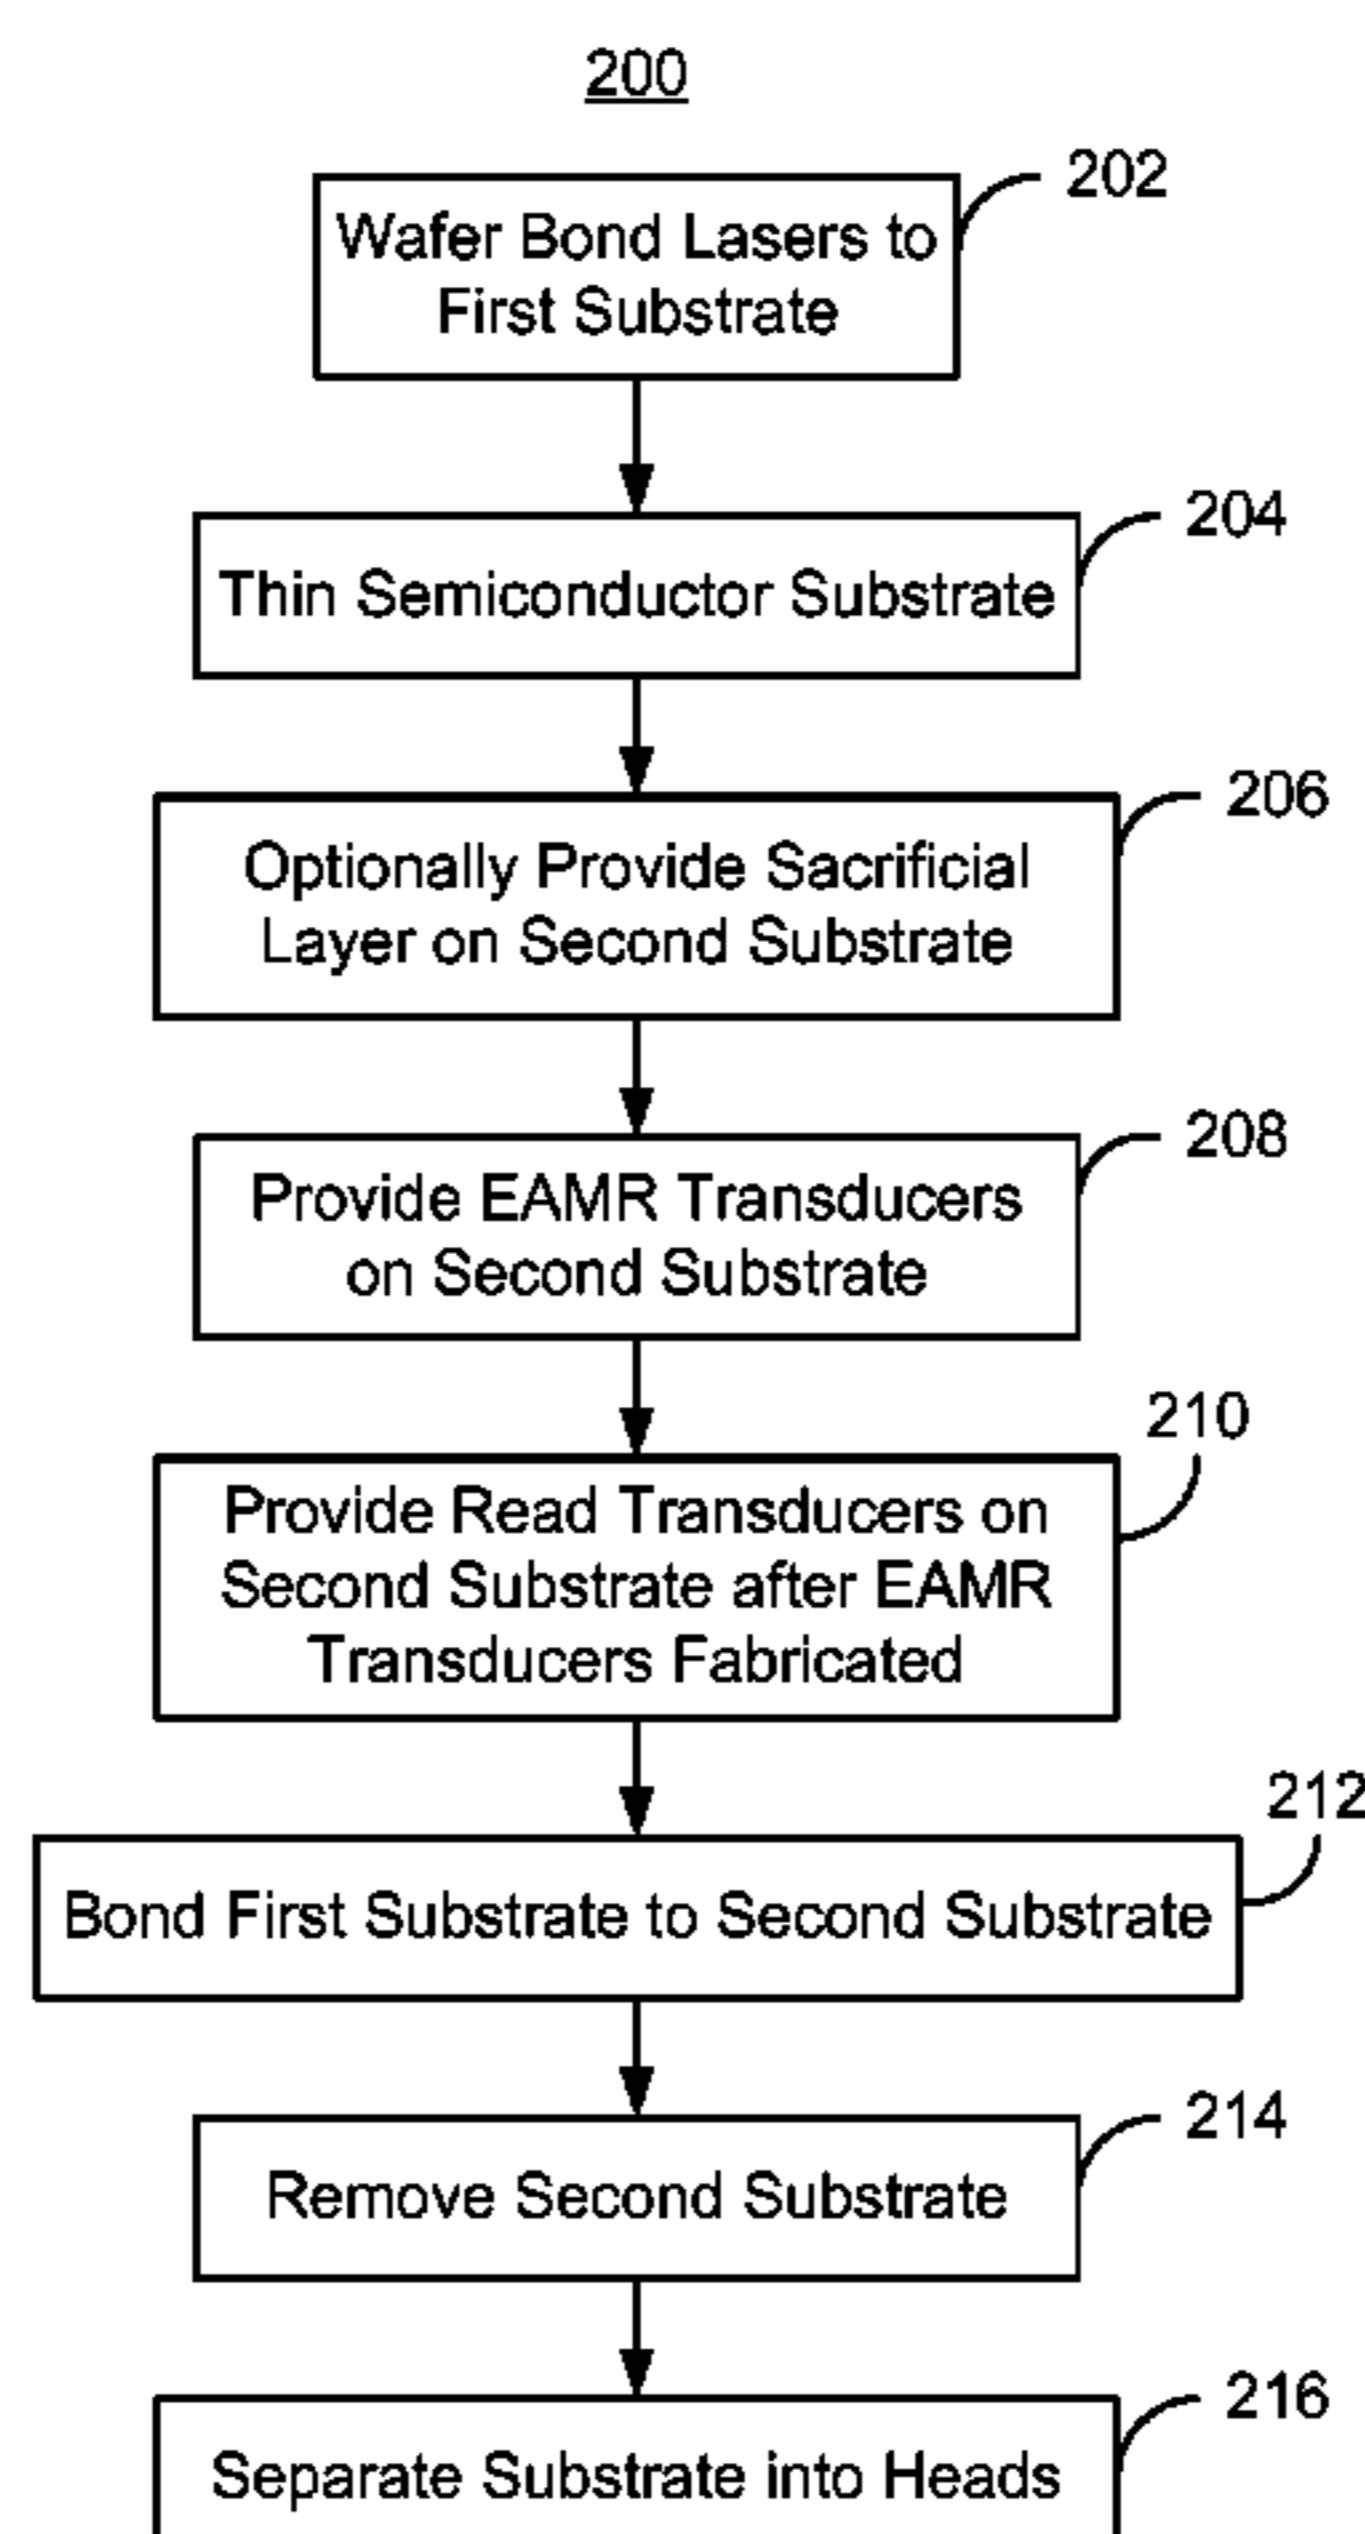 200
202
Wafer Bond Lasers to
First Substrate
204
Thin Semiconductor Substrate
206
Optionally Provide Sacrificial
Layer on Second Substrate
208
Provide EAMR Transducers
on Second Substrate
210
Provide Read Transducers on
Second Substrate after EAMR
Transducers Fabricated
212
Bond First Substrate to Second Substrate
214
Remove Second Substrate
216
Separate Substrate into Heads